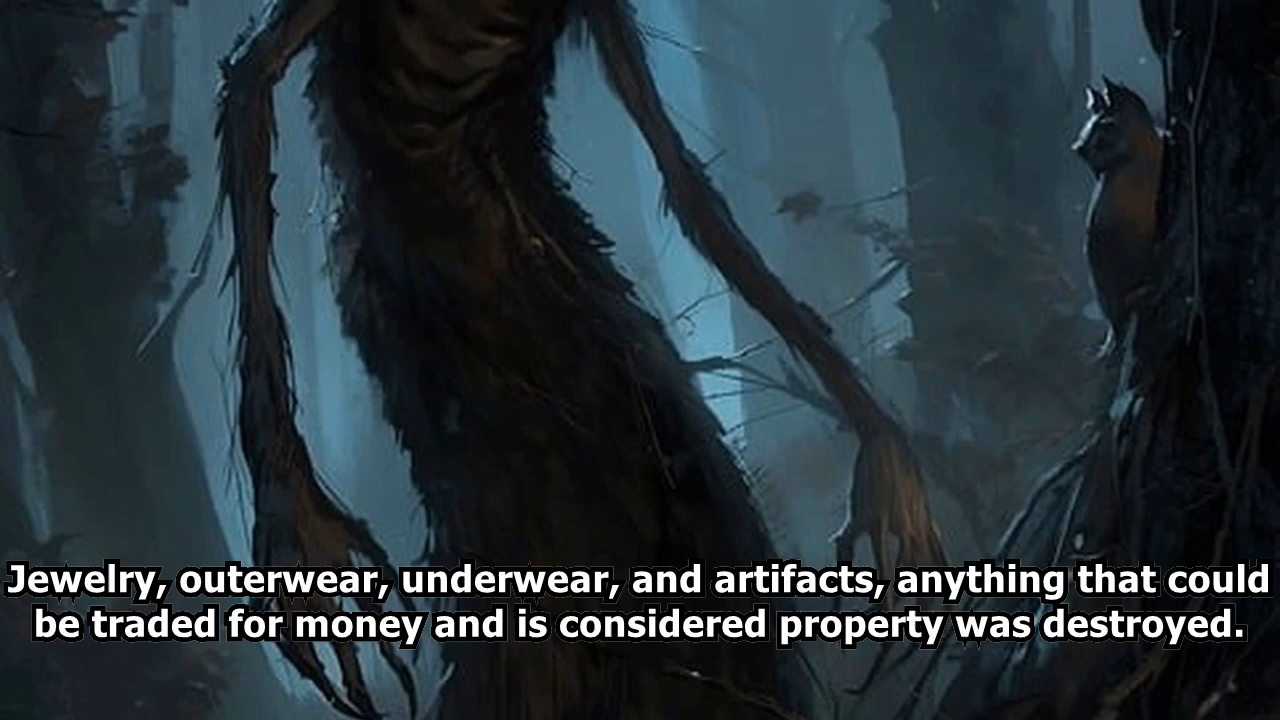 Jewelry, outerwear, underwear, and artifacts, anything that could
be traded for money and is considered property was destroyed.